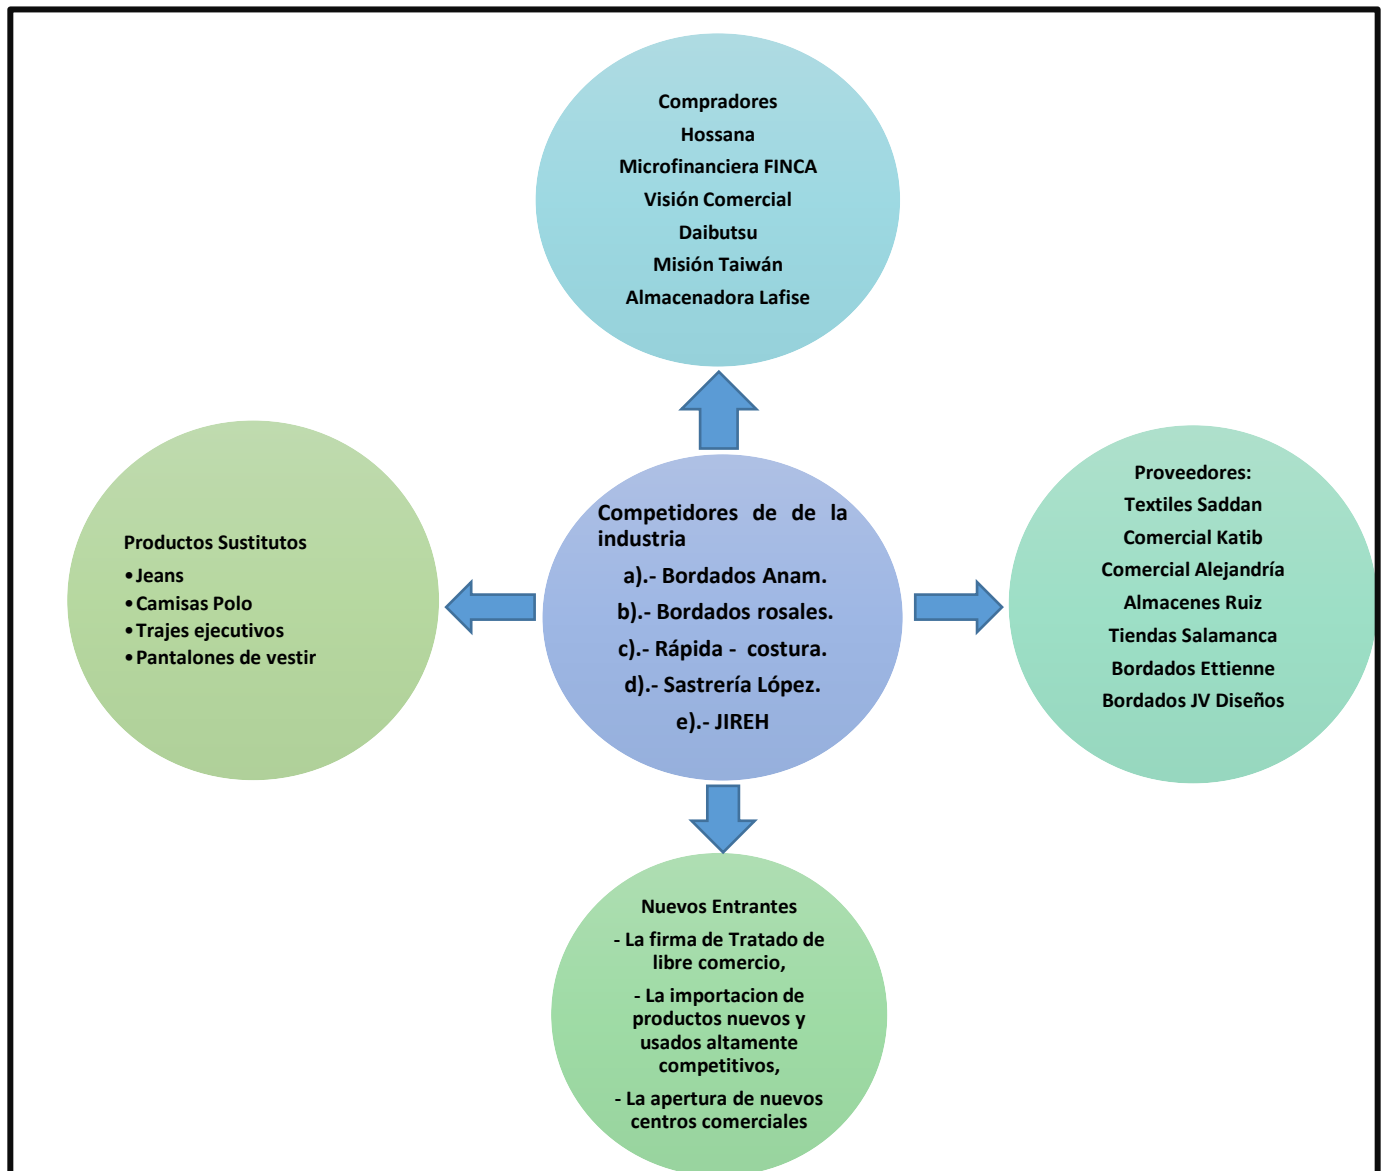 Compradores
Hossana
Microfinanciera FINCA
Visión Comercial
Daibutsu
Misión Taiwán
Almacenadora Lafise
Productos Sustitutos
•Jeans
•Camisas Polo
•Trajes ejecutivos
•Pantalones de vestir
Competidores de de la
industria
a).- Bordados Anam.
b).- Bordados rosales.
c).- Rápida - costura.
d).- Sastrería López.
e).- JIREH
Proveedores:
Textiles Saddan
Comercial Katib
Comercial Alejandría
Almacenes Ruiz
Tiendas Salamanca
Bordados Ettienne
Bordados JV Diseños
Nuevos Entrantes
- La firma de Tratado de
libre comercio,
- La importacion de
productos nuevos y
usados altamente
competitivos,
- La apertura de nuevos
centros comerciales